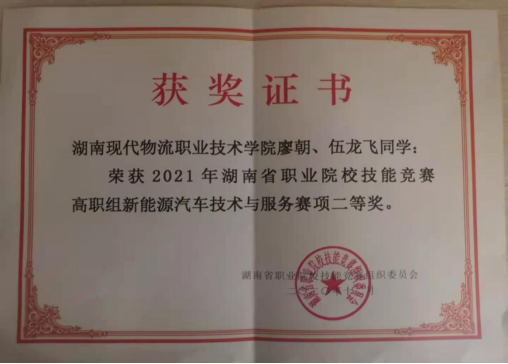 获奖证书
湖南现代物流职业技术学院廖朝、伍龙飞同学：
荣获2021年湖南省职业院校技能竞赛
高职组新能源汽车技术与服务赛项二等奖。
湖南省职业院校技能竞赛组织委员会